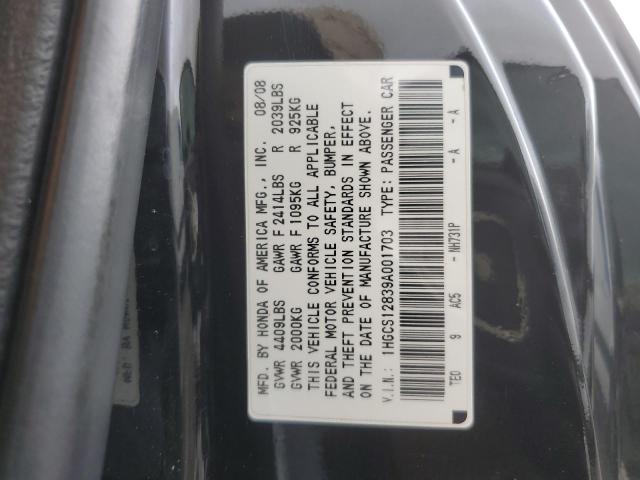 MFD. BY HONDA OF AMERICA MFG., INC. 08/08
GVWR 4409LBS GAWR F 2414LBS R 2039LBS
GVWR 2000KG GAWR F 1095KG R 925KG
THIS VEHICLE CONFORMS TO ALL APPLICABLE
FEDERAL MOTOR VEHICLE SAFETY, BUMPER,
AND THEFT PREVENTION STANDARDS IN EFFECT
ON THE DATE OF MANUFACTURE SHOWN ABOVE.
V.I.N.: 1HGCS12839A001703 TYPE: PASSENGER CAR
TE0 9 AC5 - NH731P - A - A